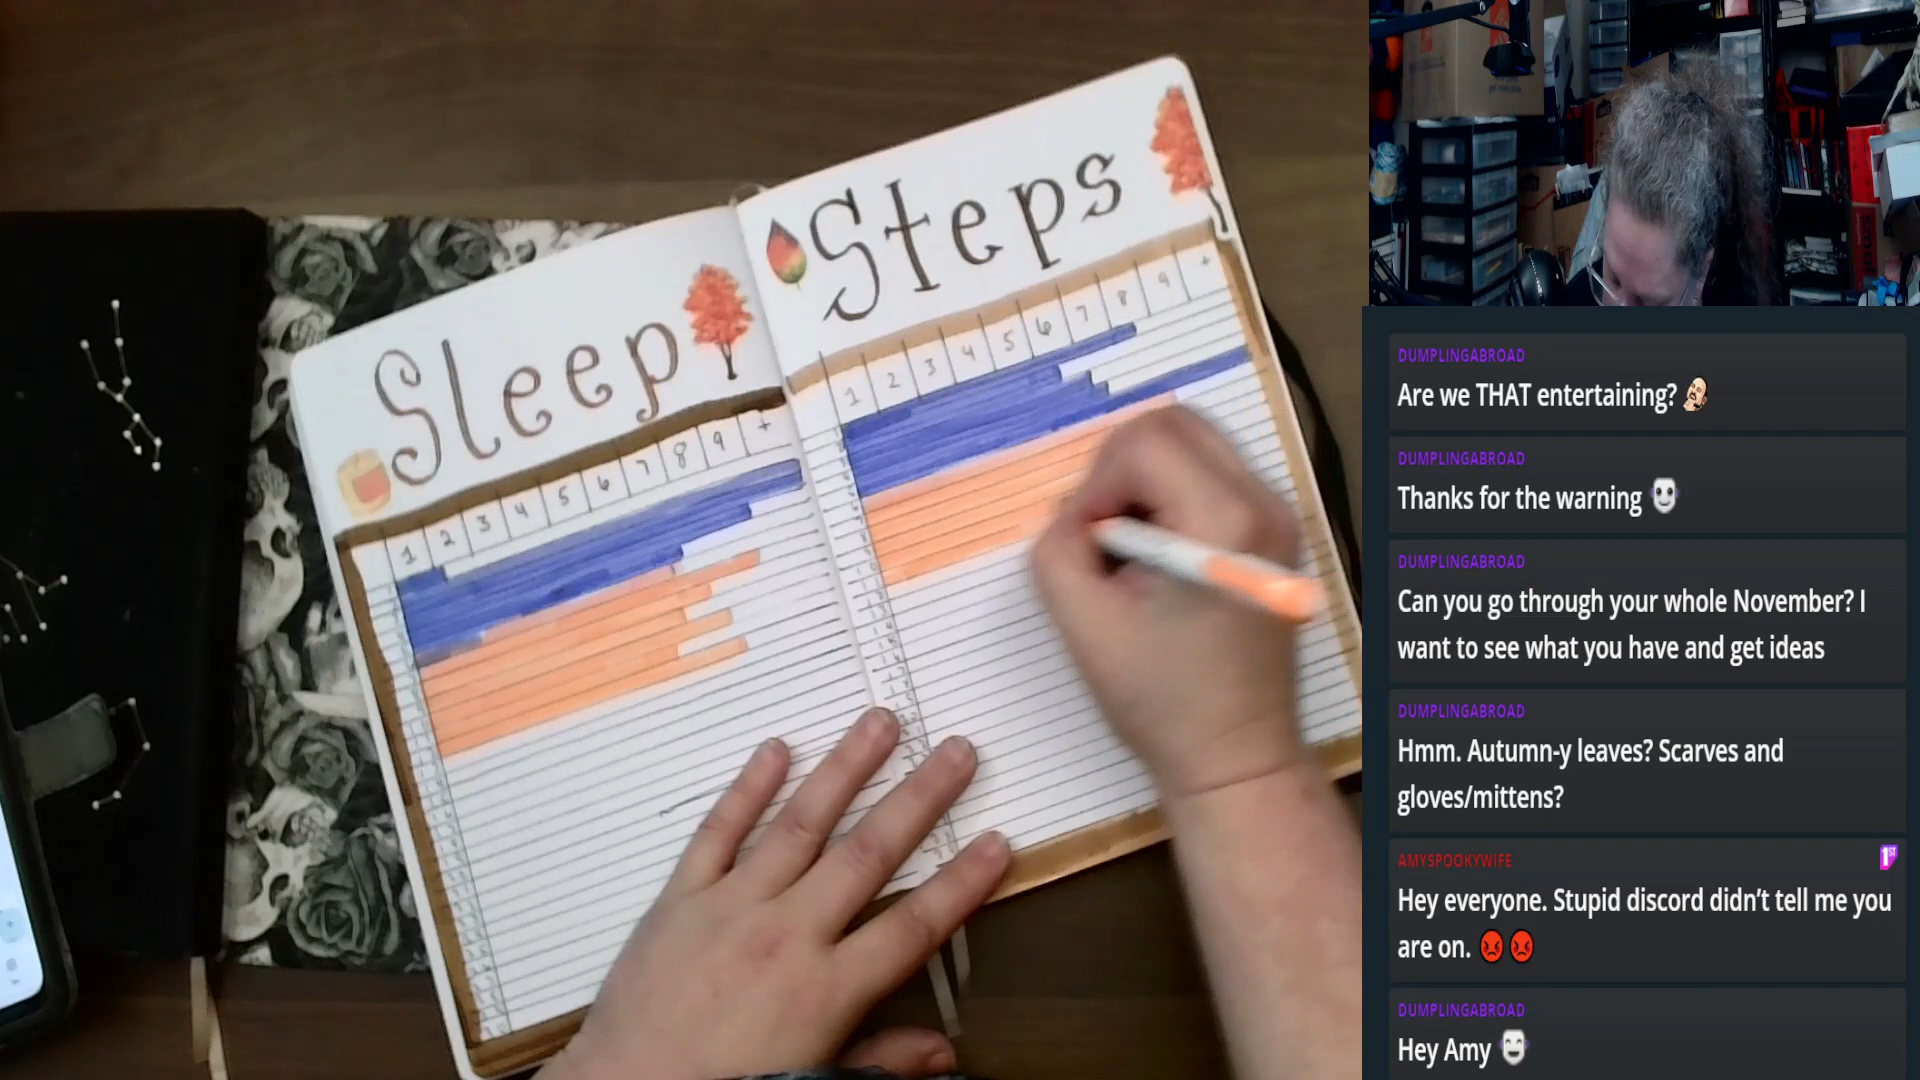 Sleep
1 2 3 4 5 6 7 8 9 +
Steps
1 2 3 4 5 6 7 8 9 +
DUMPLINGABROAD
Are we THAT entertaining?
DUMPLINGABROAD
Thanks for the warning
DUMPLINGABROAD
Can you go through your whole November? I
want to see what you have and get ideas
DUMPLINGABROAD
Hmm. Autumn-y leaves? Scarves and
gloves/mittens?
AMYSPOOKYWIFE
1ST
Hey everyone. Stupid discord didn't tell me you
are on.
DUMPLINGABROAD
Hey Amy